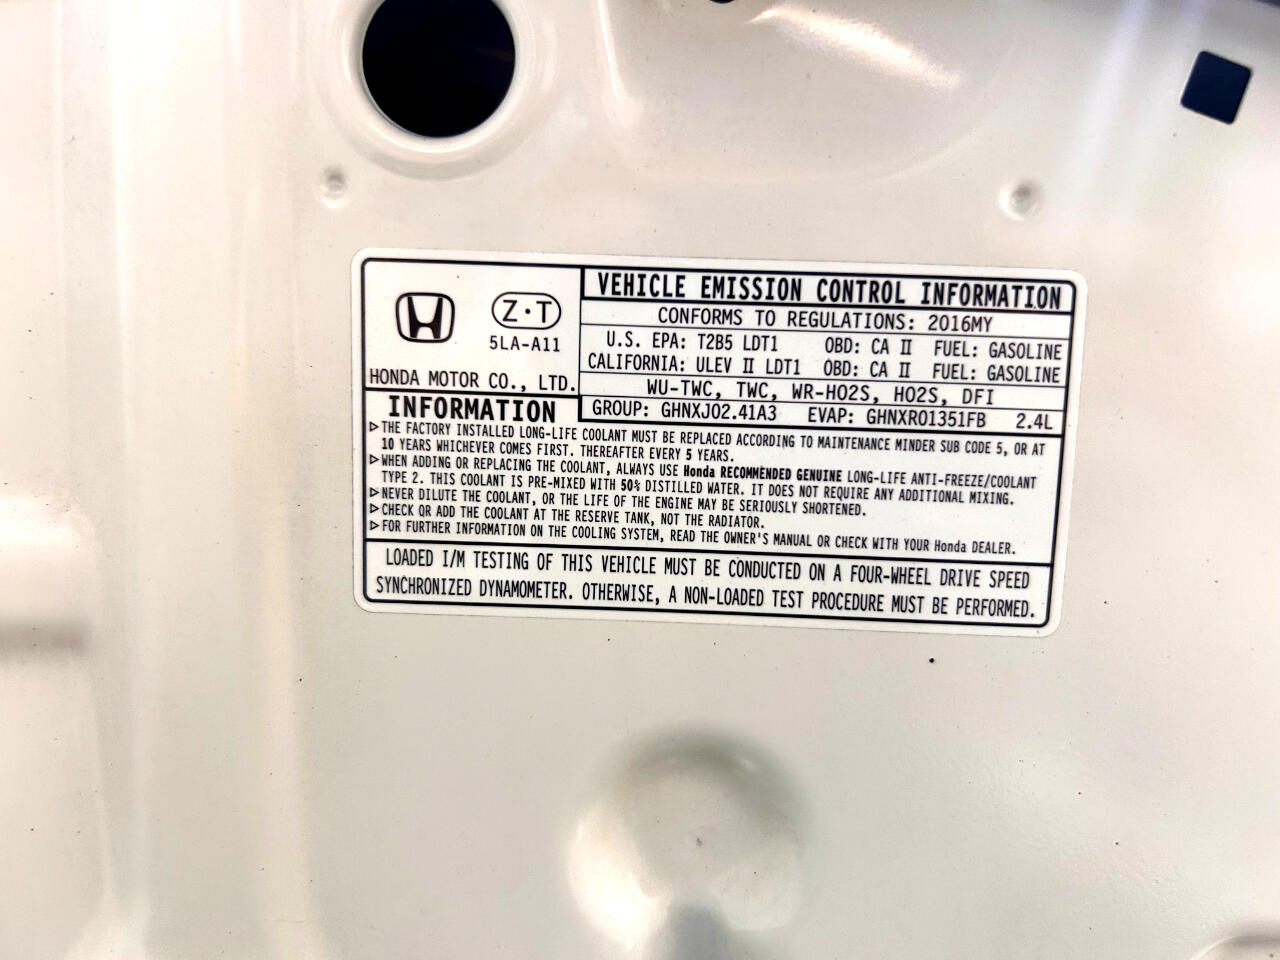 VEHICLE EMISSION CONTROL INFORMATION
CONFORMS TO REGULATIONS: 2016MY
Z·T
5LA-A11
HONDA MOTOR CO., LTD.
U.S. EPA: T2B5 LDT1 OBD: CA II FUEL: GASOLINE
CALIFORNIA: ULEV II LDT1 OBD: CA II FUEL: GASOLINE
WU-TWC, TWC, WR-HO2S, HO2S, DFI
GROUP: GHNXJ02.41A3 EVAP: GHNXR01351FB 2.4L
INFORMATION
▷THE FACTORY INSTALLED LONG-LIFE COOLANT MUST BE REPLACED ACCORDING TO MAINTENANCE MINDER SUB CODE 5, OR AT
10 YEARS WHICHEVER COMES FIRST. THEREAFTER EVERY 5 YEARS.
▷WHEN ADDING OR REPLACING THE COOLANT, ALWAYS USE Honda RECOMMENDED GENUINE LONG-LIFE ANTI-FREEZE/COOLANT
TYPE 2. THIS COOLANT IS PRE-MIXED WITH 50% DISTILLED WATER. IT DOES NOT REQUIRE ANY ADDITIONAL MIXING.
▷NEVER DILUTE THE COOLANT, OR THE LIFE OF THE ENGINE MAY BE SERIOUSLY SHORTENED.
▷CHECK OR ADD THE COOLANT AT THE RESERVE TANK, NOT THE RADIATOR.
▷FOR FURTHER INFORMATION ON THE COOLING SYSTEM, READ THE OWNER'S MANUAL OR CHECK WITH YOUR Honda DEALER.
LOADED I/M TESTING OF THIS VEHICLE MUST BE CONDUCTED ON A FOUR-WHEEL DRIVE SPEED
SYNCHRONIZED DYNAMOMETER. OTHERWISE, A NON-LOADED TEST PROCEDURE MUST BE PERFORMED.